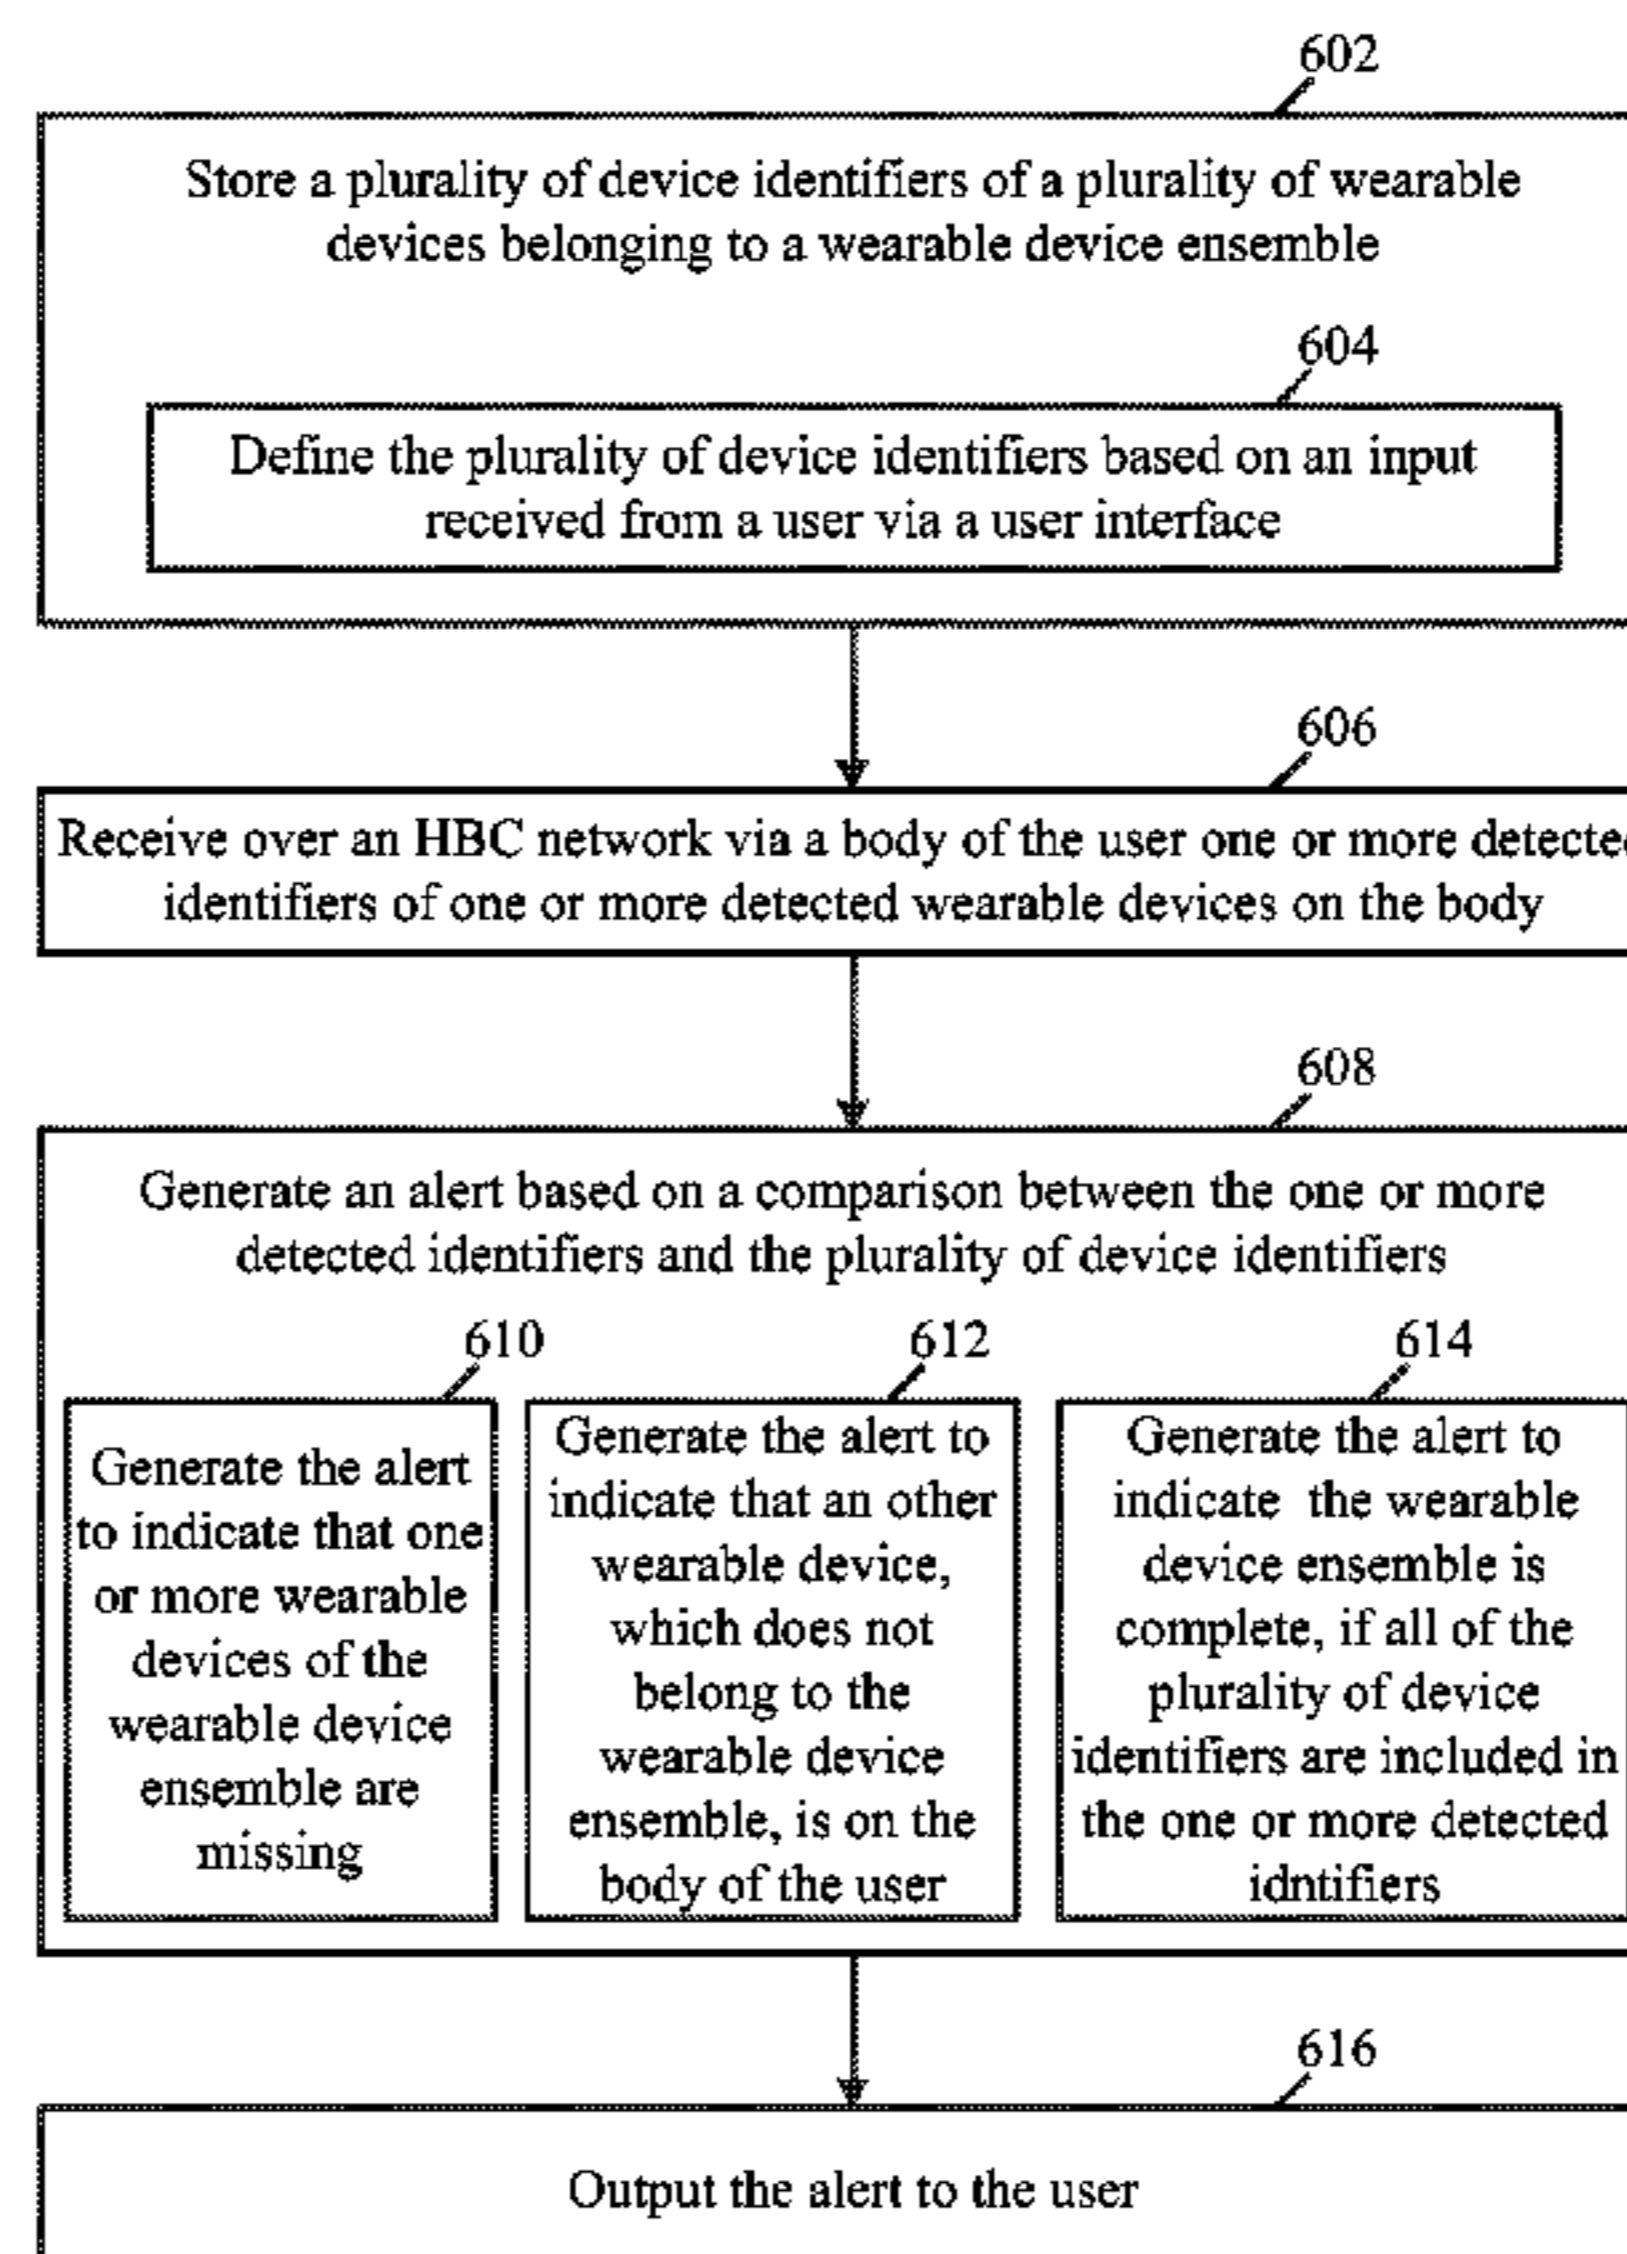 602
Store a plurality of device identifiers of a plurality of wearable
devices belonging to a wearable device ensemble
604
Define the plurality of device identifiers based on an input
received from a user via a user interface
606
Receive over an HBC network via a body of the user one or more detected
identifiers of one or more detected wearable devices on the body
608
Generate an alert based on a comparison between the one or more
detected identifiers and the plurality of device identifiers
610
Generate the alert
to indicate that one
or more wearable
devices of the
wearable device
ensemble are
missing
612
Generate the alert to
indicate that an other
wearable device,
which does not
belong to the
wearable device
ensemble, is on the
body of the user
614
Generate the alert to
indicate the wearable
device ensemble is
complete, if all of the
plurality of device
identifiers are included in
the one or more detected
idntifiers
616
Output the alert to the user